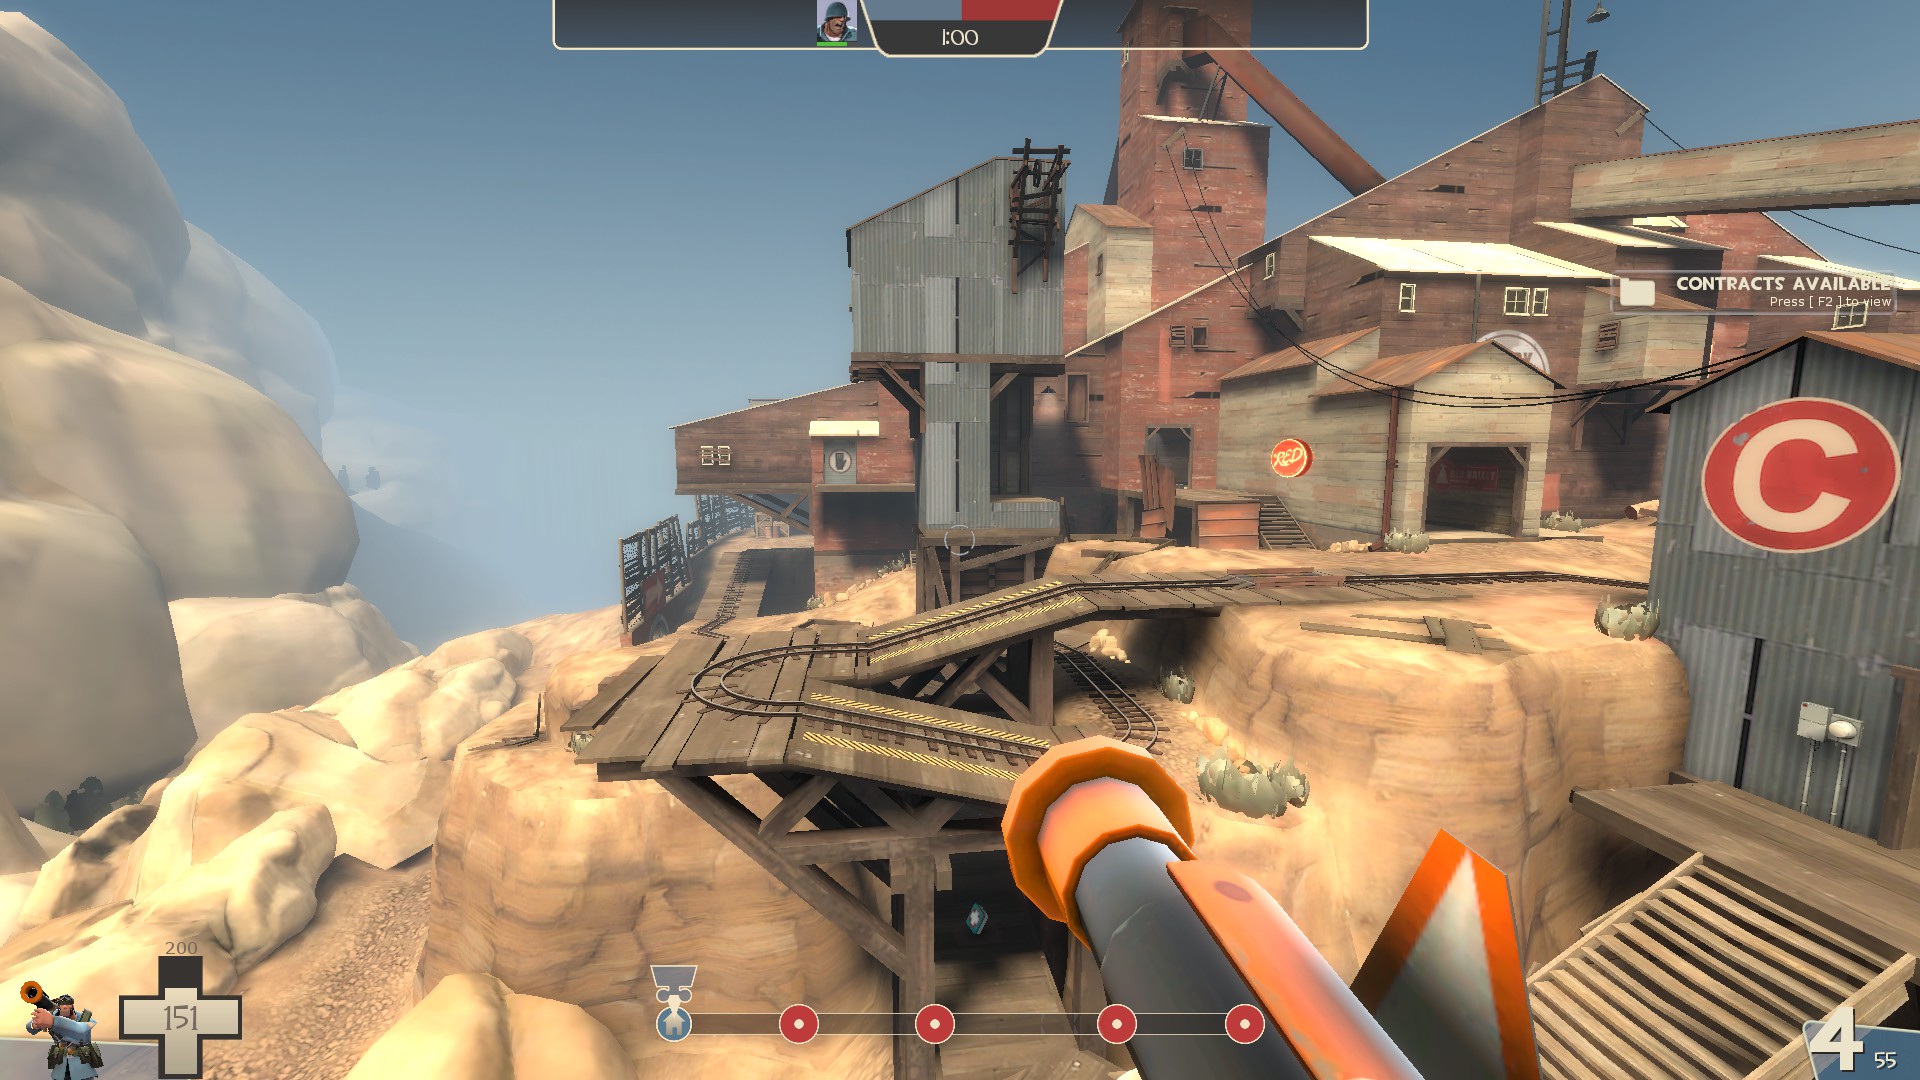 1:00
CONTRACTS AVAILABLE
Press [ F2 ] to view
RED
C
200
151
4
55